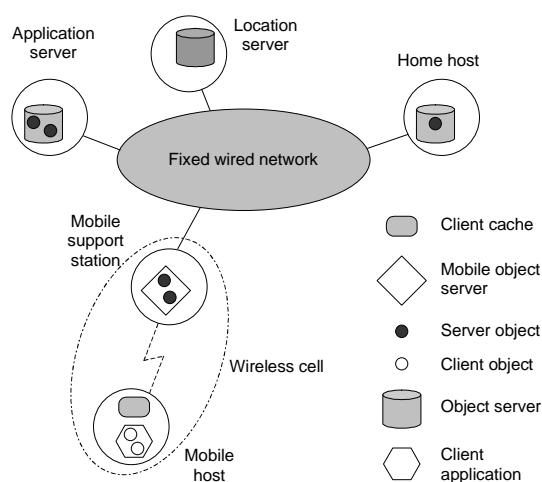 Application
server
Location
server
Home host
Fixed wired network
Mobile
support
station
Wireless cell
Mobile
host
Client cache
Mobile object
server
Server object
Client object
Object server
Client
application